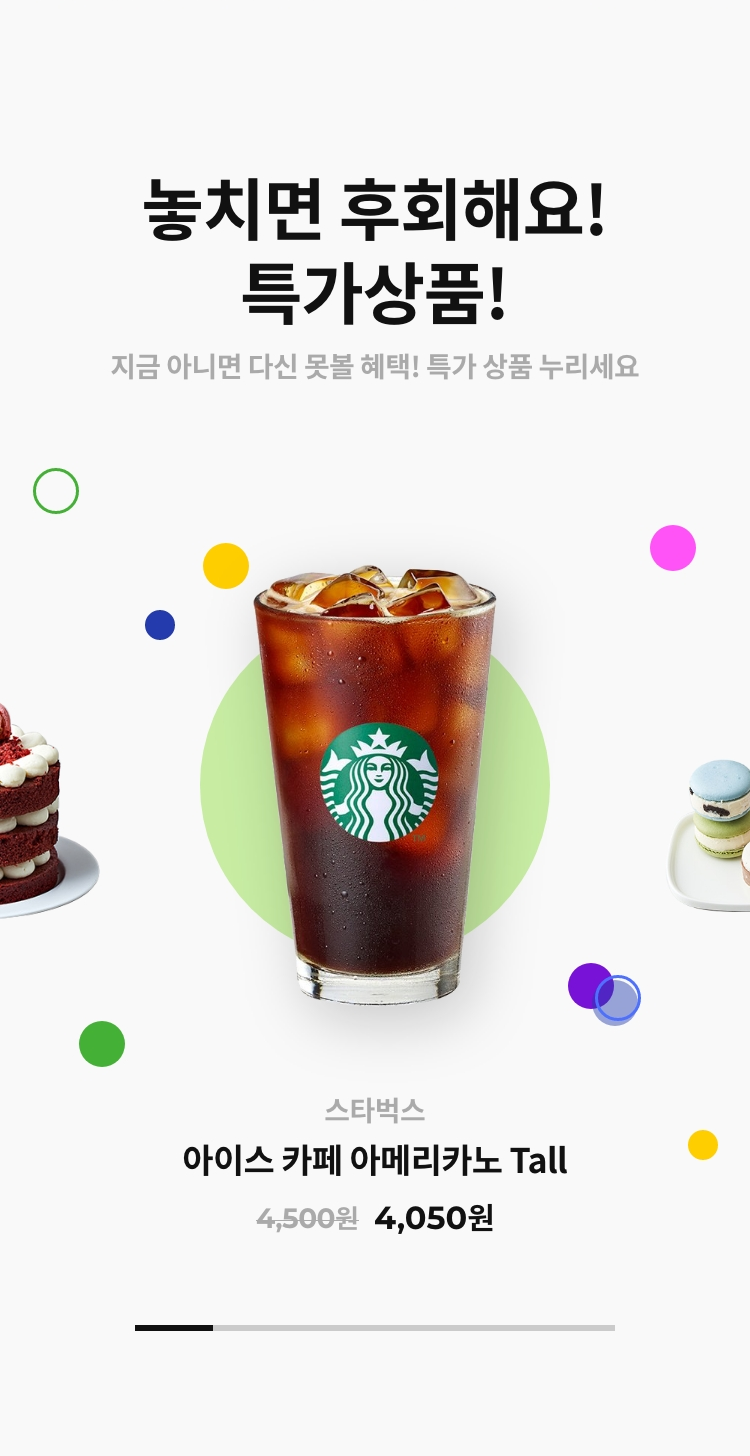 놓치면 후회해요!
특가상품!
지금 아니면 다신 못볼 혜택! 특가 상품 누리세요
스타벅스
아이스 카페 아메리카노 Tall
4,500원 4,050원